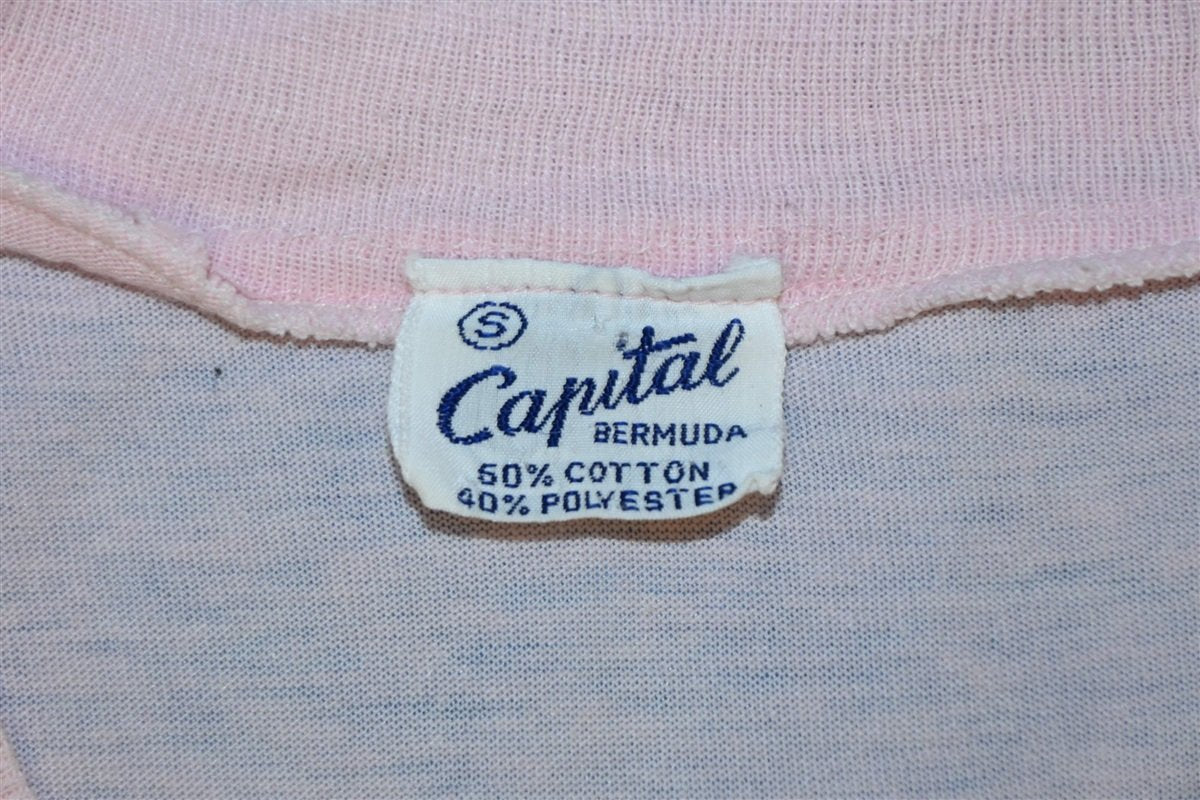 S
Capital
BERMUDA
60% COTTON
40% POLYESTER